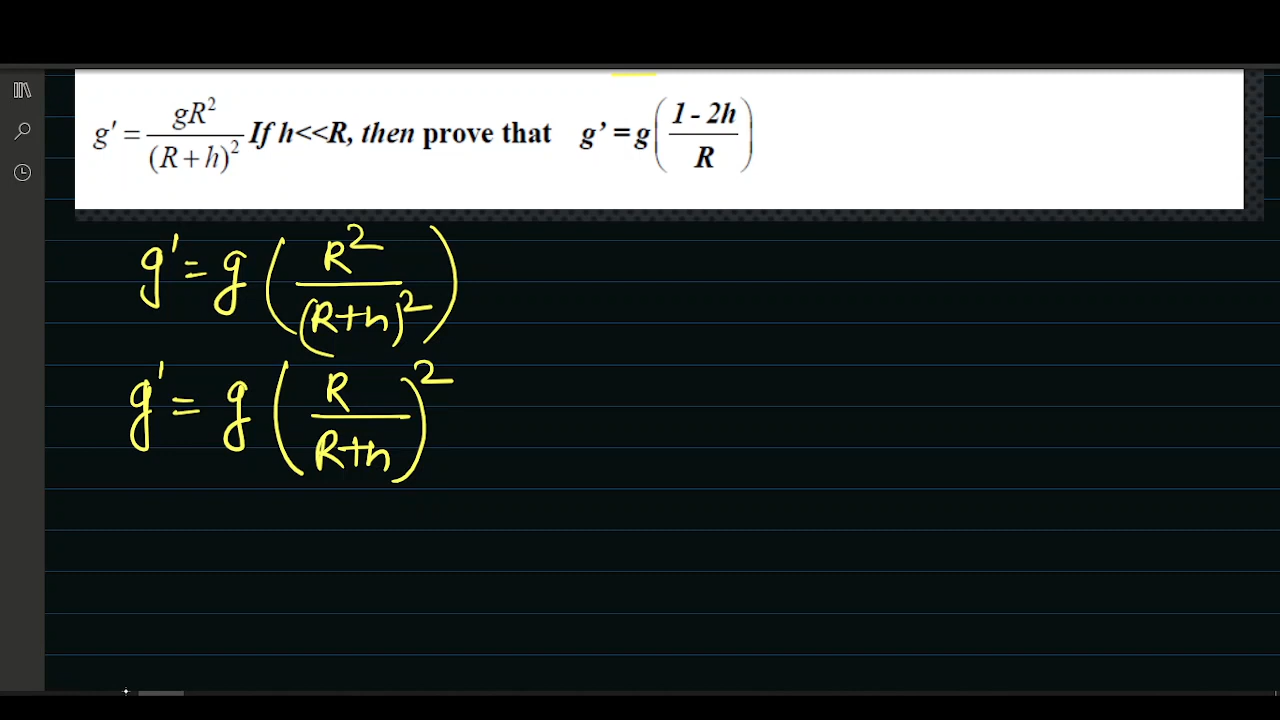 g' = gR² / (R + h)² If h<<R, then prove that g’ = g(1 - 2h / R)
g' = g (R² / (R+h)²)
g' = g (R / R+h)²